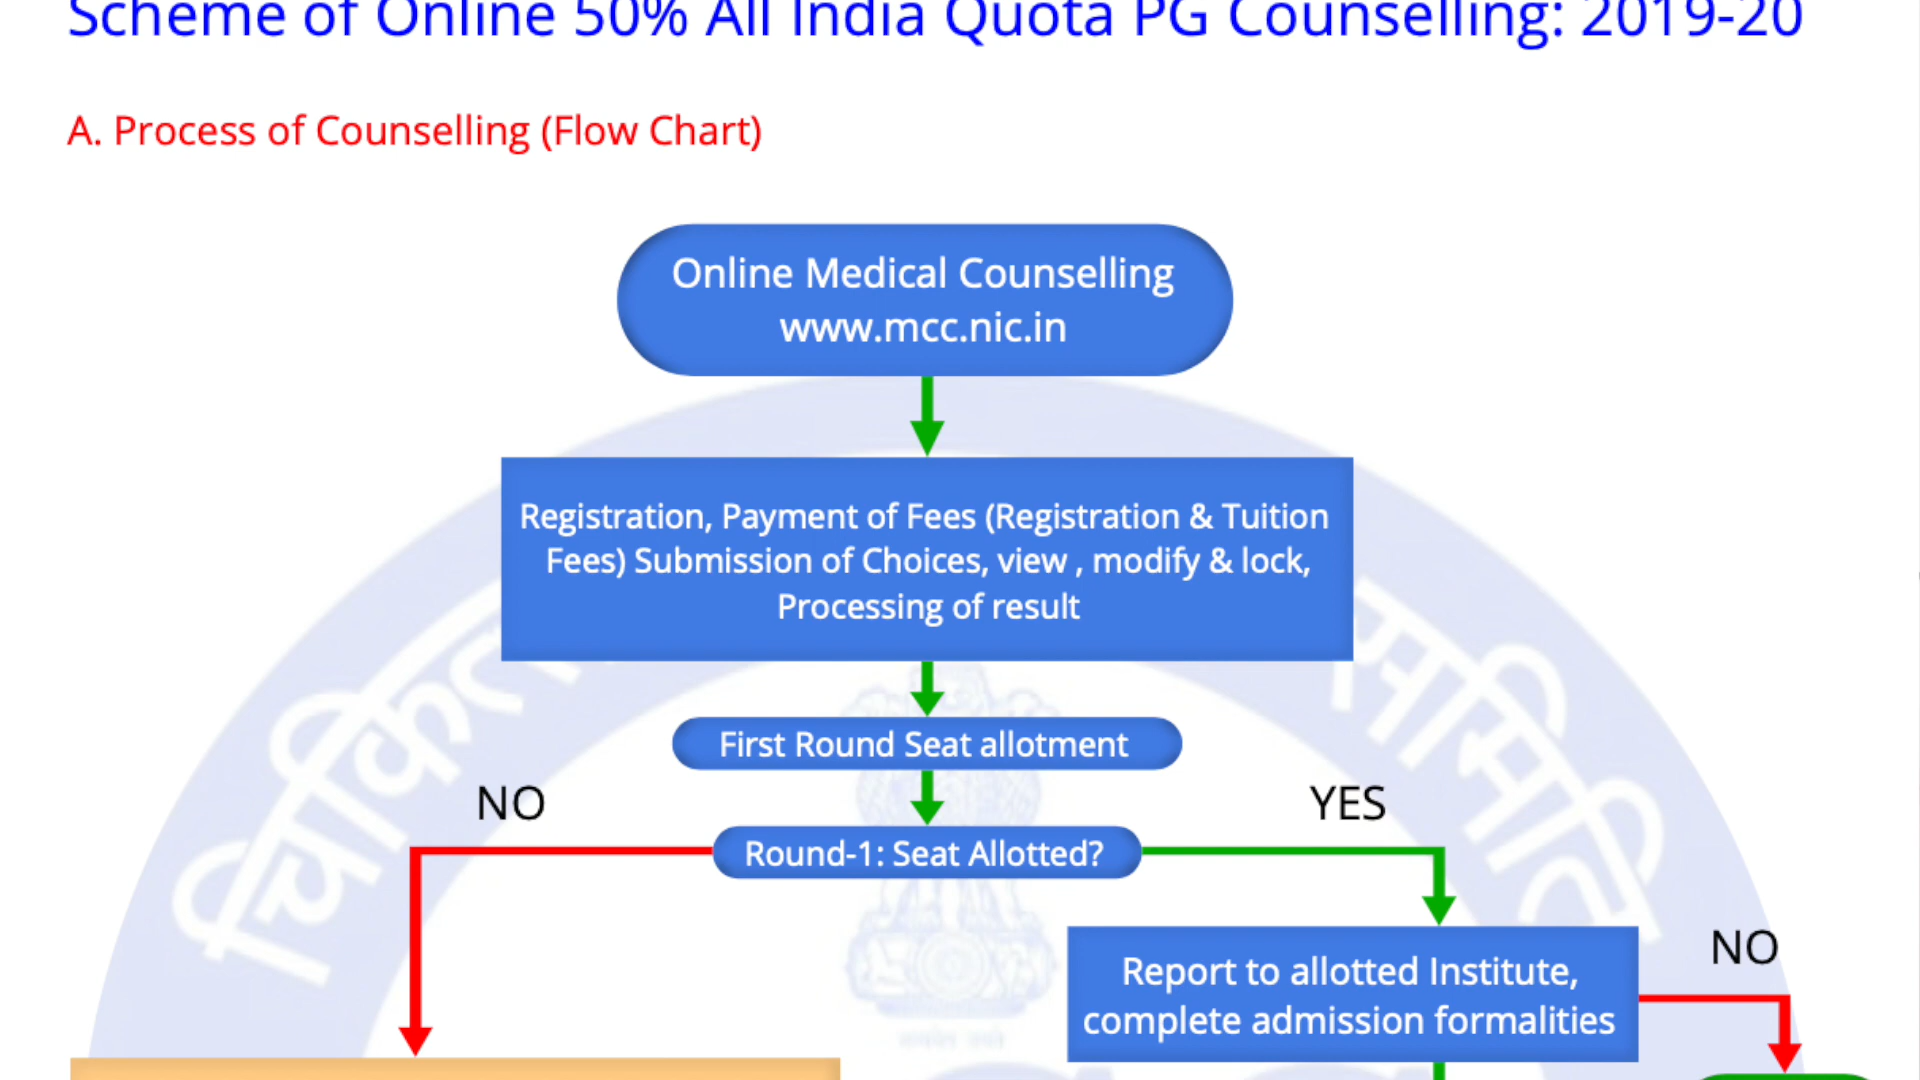 Scheme of Online 50% All India Quota PG Counselling: 2019-20
A. Process of Counselling (Flow Chart)
Online Medical Counselling
www.mcc.nic.in
Registration, Payment of Fees (Registration & Tuition
Fees) Submission of Choices, view , modify & lock,
Processing of result
First Round Seat allotment
NO
YES
Round-1: Seat Allotted?
Report to allotted Institute,
complete admission formalities
NO
समिति